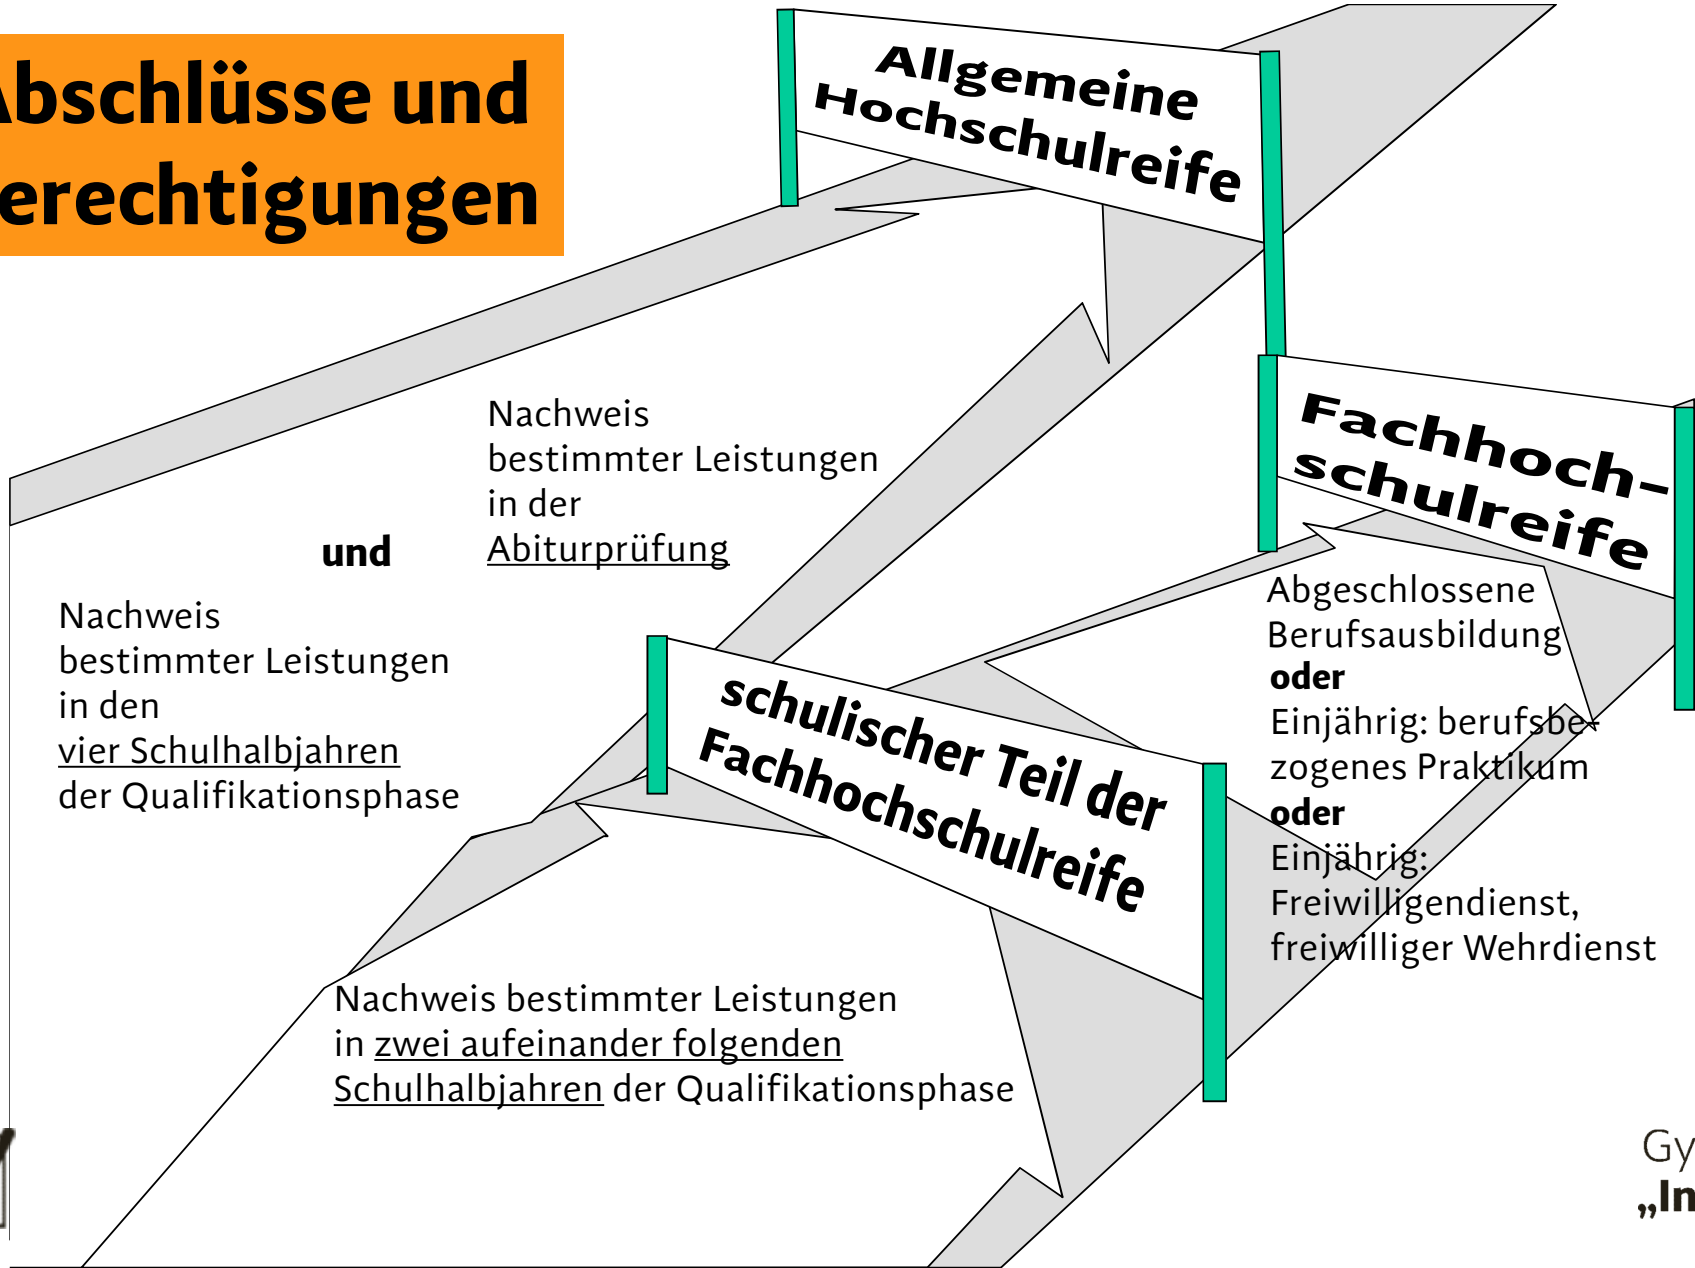 Abschlüsse und
erechtigungen
Allgemeine
Hochschulreife
Fachhoch-
schulreife
Nachweis
bestimmter Leistungen
in der
Abiturprüfung
und
Nachweis
bestimmter Leistungen
in den
vier Schulhalbjahren
der Qualifikationsphase
schulischer Teil der
Fachhochschulreife
Abgeschlossene
Berufsausbildung
oder
Einjährig: berufsbe-
zogenes Praktikum
oder
Einjährig:
Freiwilligendienst,
freiwilliger Wehrdienst
Nachweis bestimmter Leistungen
in zwei aufeinander folgenden
Schulhalbjahren der Qualifikationsphase
Gy
„In